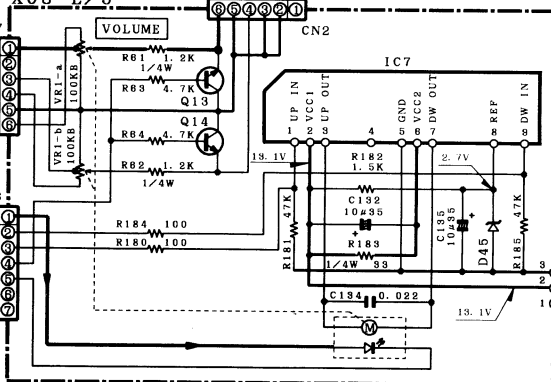 VOLUME
⑥⑤④③②①
CN2
①
②
③
④
⑤
⑥
VR1-a
100KB
VR1-b
100KB
R61 1.2K
1/4W
R63 4.7K
Q13
Q14
R64 4.7K
R62 1.2K
1/4W
IC7
UP IN
VCC1
UP OUT
GND
VCC2
DW OUT
REF
DW IN
1 2 3 4 5 6 7 8 9
13.1V
R182
1.5K
2.7V
C132
10µ35
+
R183
1/4W 33
R181 47K
C135
10µ35
+
D45
R185 47K
①
②
③
④
⑤
⑥
⑦
R184 100
R180 100
C134 0.022
M
13.1V
3
2